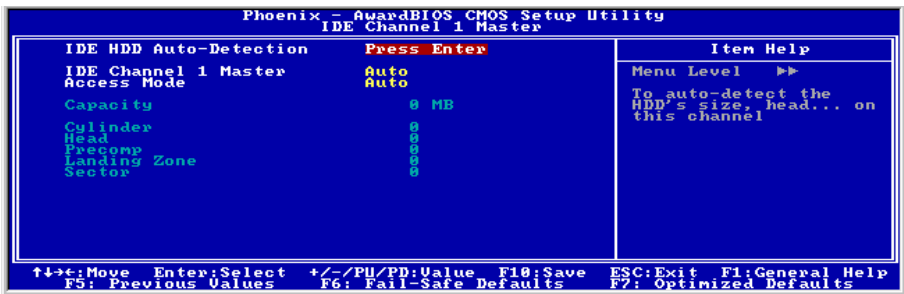 Phoenix - AwardBIOS CMOS Setup Utility
IDE Channel 1 Master
IDE HDD Auto-Detection Press Enter
IDE Channel 1 Master Auto
Access Mode Auto
Capacity 0 MB
Cylinder 0
Head 0
Precomp 0
Landing Zone 0
Sector 0
Item Help
Menu Level ►►
To auto-detect the
HDD's size, head... on
this channel
↑↓→←:Move Enter:Select +/-/PU/PD:Value F10:Save ESC:Exit F1:General Help
F5: Previous Values F6: Fail-Safe Defaults F7: Optimized Defaults